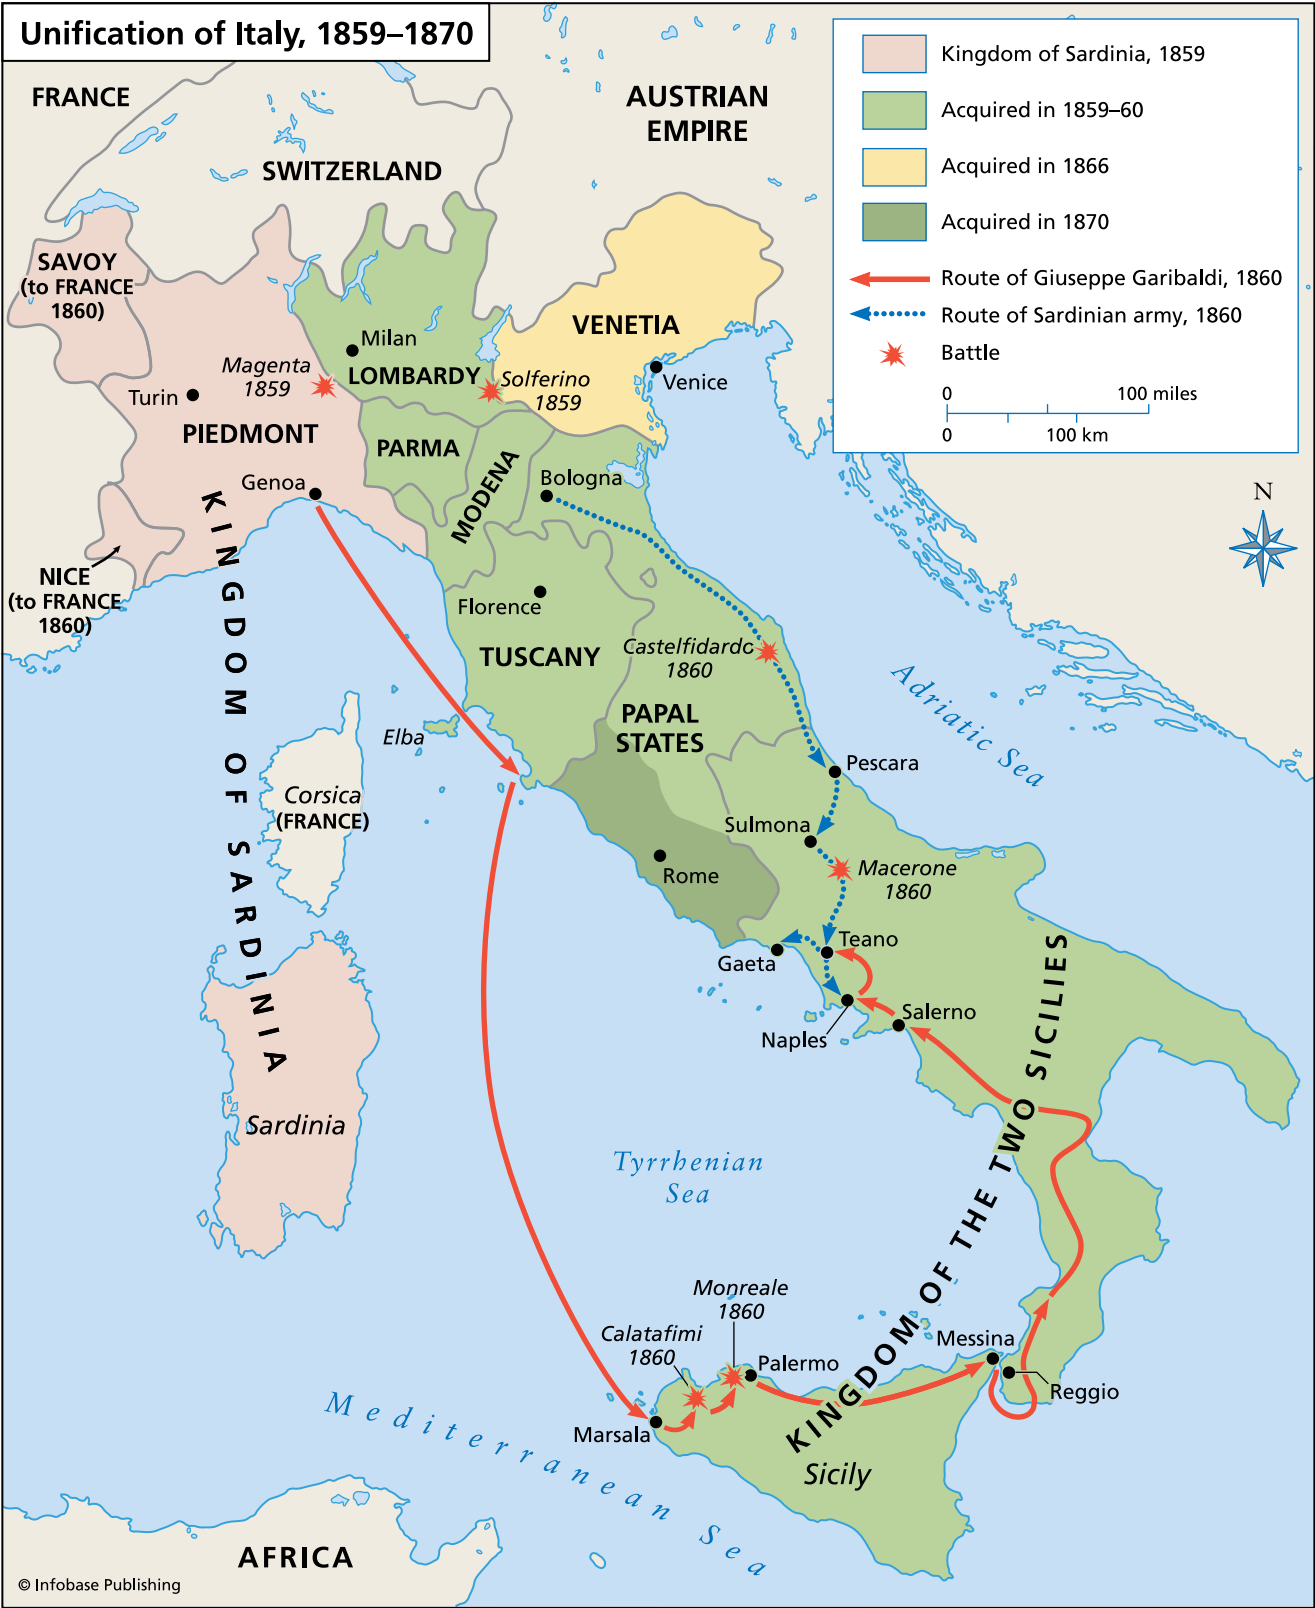 Unification of Italy, 1859–1870
Kingdom of Sardinia, 1859
Acquired in 1859–60
Acquired in 1866
Acquired in 1870
Route of Giuseppe Garibaldi, 1860
Route of Sardinian army, 1860
Battle
0 100 miles
0 100 km
N
FRANCE
SWITZERLAND
AUSTRIAN
EMPIRE
SAVOY
(to FRANCE
1860)
VENETIA
Milan
Magenta
1859
LOMBARDY
Solferino
1859
Venice
Turin
PIEDMONT
PARMA
MODENA
Genoa
Bologna
NICE
(to FRANCE
1860)
Florence
TUSCANY
Castelfidardo
1860
Adriatic Sea
PAPAL
STATES
Elba
Pescara
Corsica
(FRANCE)
Sulmona
Macerone
1860
Rome
Teano
Gaeta
Naples
Salerno
KINGDOM OF SARDINIA
Sardinia
Tyrrhenian
Sea
KINGDOM OF THE TWO SICILIES
Monreale
1860
Calatafimi
1860
Palermo
Messina
Reggio
Marsala
Sicily
Mediterranean Sea
AFRICA
© Infobase Publishing